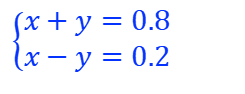 x + y = 0.8
x − y = 0.2